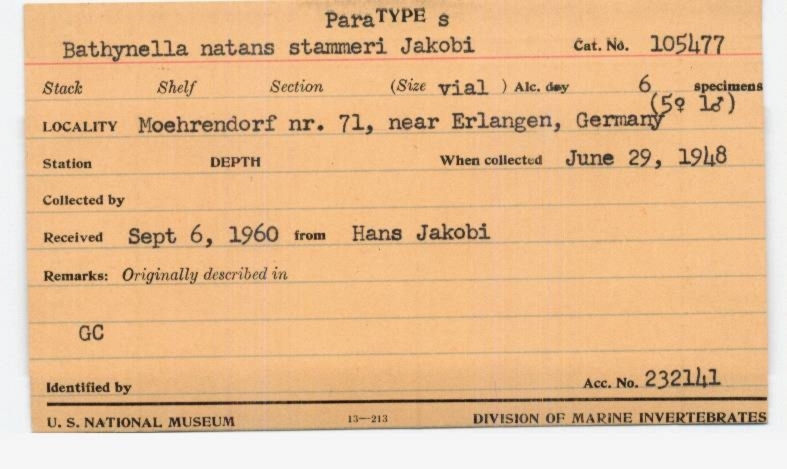 ParaTYPE s
Bathynella natans stammeri Jakobi Cat. No. 105477
Stack Shelf Section (Size vial ) Alc. day 6 specimens
(5♀ 1♂)
LOCALITY Moehrendorf nr. 71, near Erlangen, Germany
Station DEPTH When collected June 29, 1948
Collected by
Received Sept 6, 1960 from Hans Jakobi
Remarks: Originally described in
GC
Identified by Acc. No. 232141
U. S. NATIONAL MUSEUM 13—213 DIVISION OF MARINE INVERTEBRATES